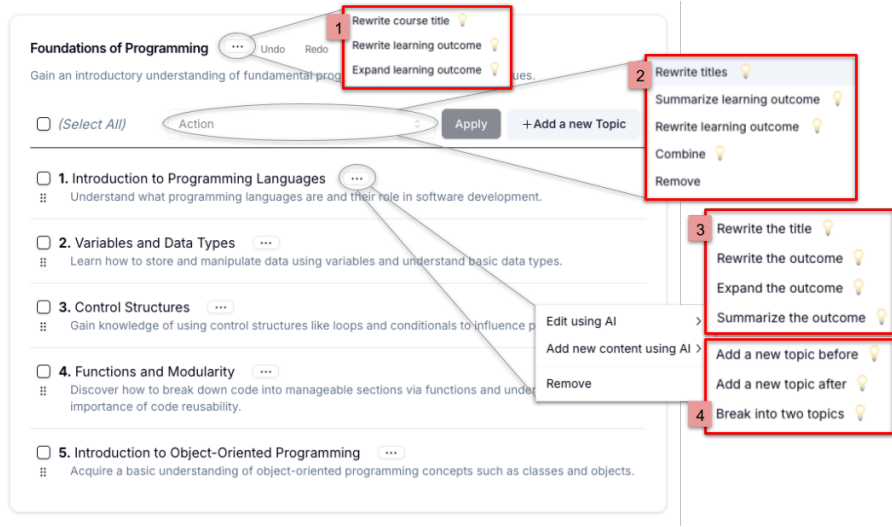 Foundations of Programming ... Undo Redo
Gain an introductory understanding of fundamental prog ues.
1
Rewrite course title
Rewrite learning outcome
Expand learning outcome
(Select All) Action Apply +Add a new Topic
2
Rewrite titles
Summarize learning outcome
Rewrite learning outcome
Combine
Remove
1. Introduction to Programming Languages ...
Understand what programming languages are and their role in software development.
2. Variables and Data Types ...
Learn how to store and manipulate data using variables and understand basic data types.
3. Control Structures ...
Gain knowledge of using control structures like loops and conditionals to influence p
4. Functions and Modularity ...
Discover how to break down code into manageable sections via functions and under
importance of code reusability.
5. Introduction to Object-Oriented Programming ...
Acquire a basic understanding of object-oriented programming concepts such as classes and objects.
Edit using AI >
Add new content using AI >
Remove
3
Rewrite the title
Rewrite the outcome
Expand the outcome
Summarize the outcome
4
Add a new topic before
Add a new topic after
Break into two topics